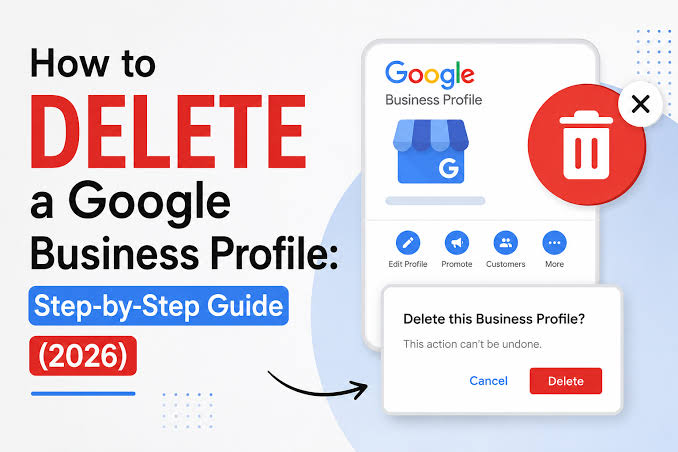 How to
DELETE
a Google
Business Profile:
Step-by-Step Guide
(2026)
Google
Business Profile
G
Edit Profile
Promote
Customers
More
Delete this Business Profile?
This action can't be undone.
Cancel
Delete